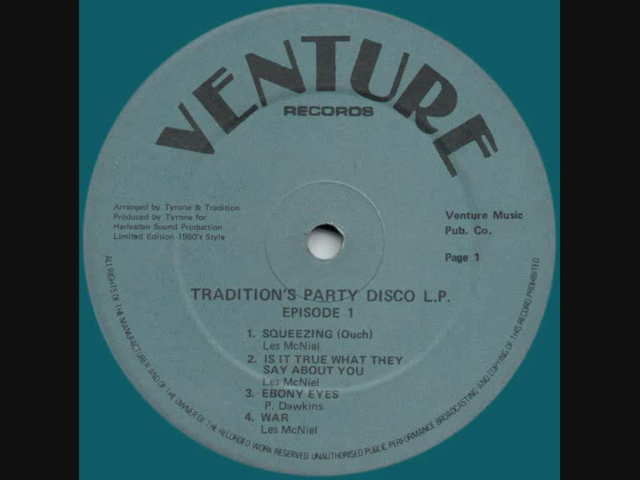 VENTURE
RECORDS
Arranged by Tyrone & Tradition
Produced by Tyrone for
Harlesden Sound Production
Limited Edition 1980's Style
Venture Music
Pub. Co.
Page 1
TRADITION'S PARTY DISCO L.P.
EPISODE 1
1. SQUEEZING (Ouch)
Les McNiel
2. IS IT TRUE WHAT THEY
SAY ABOUT YOU
Les McNiel
3. EBONY EYES
P. Dawkins
4. WAR
Les McNiel
ALL RIGHTS OF THE MANUFACTURER AND OF THE OWNER OF THE RECORDED WORK RESERVED UNAUTHORISED PUBLIC PERFORMANCE BROADCASTING AND COPYING OF THIS RECORD PROHIBITED